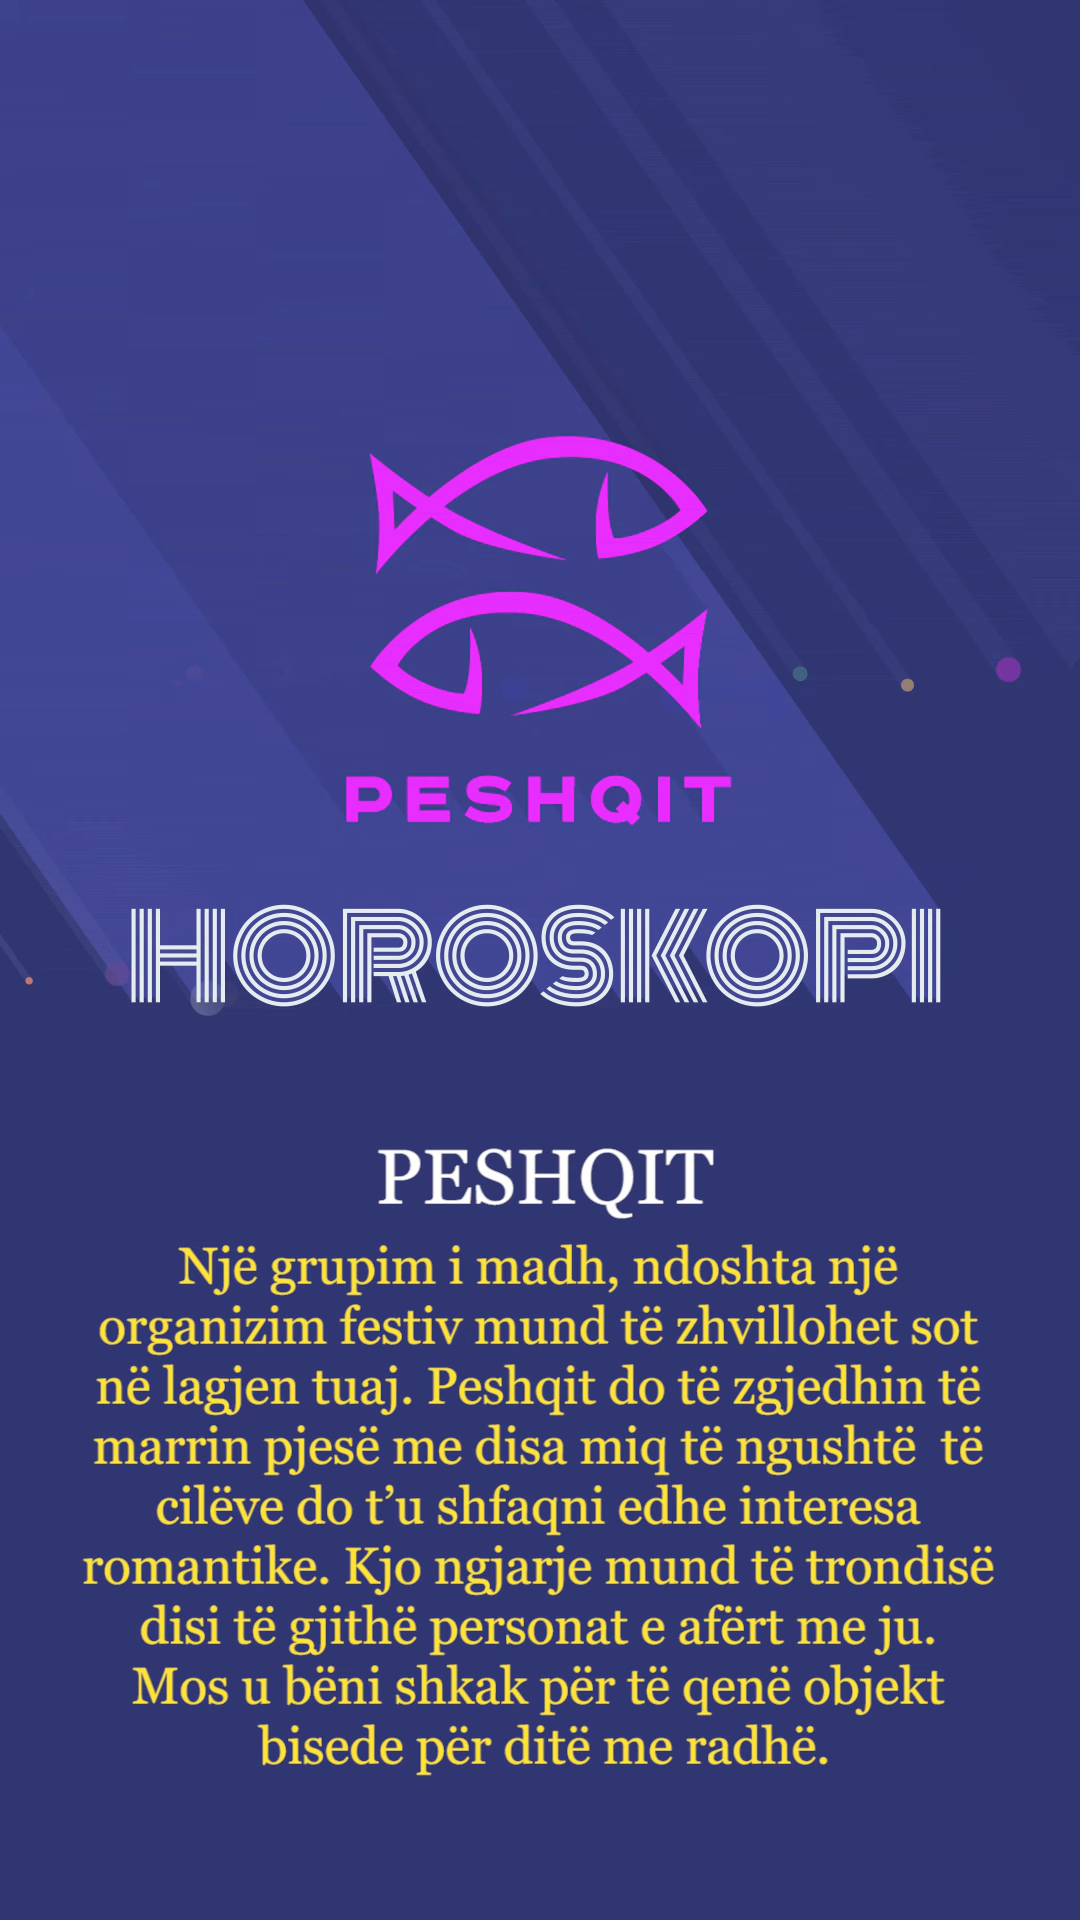 PESHQIT
HOROSKOPI
PESHQIT
Një grupim i madh, ndoshta një
organizim festiv mund të zhvillohet sot
në lagjen tuaj. Peshqit do të zgjedhin të
marrin pjesë me disa miq të ngushtë  të
cilëve do t’u shfaqni edhe interesa
romantike. Kjo ngjarje mund të trondisë
disi të gjithë personat e afërt me ju.
Mos u bëni shkak për të qenë objekt
bisede për ditë me radhë.